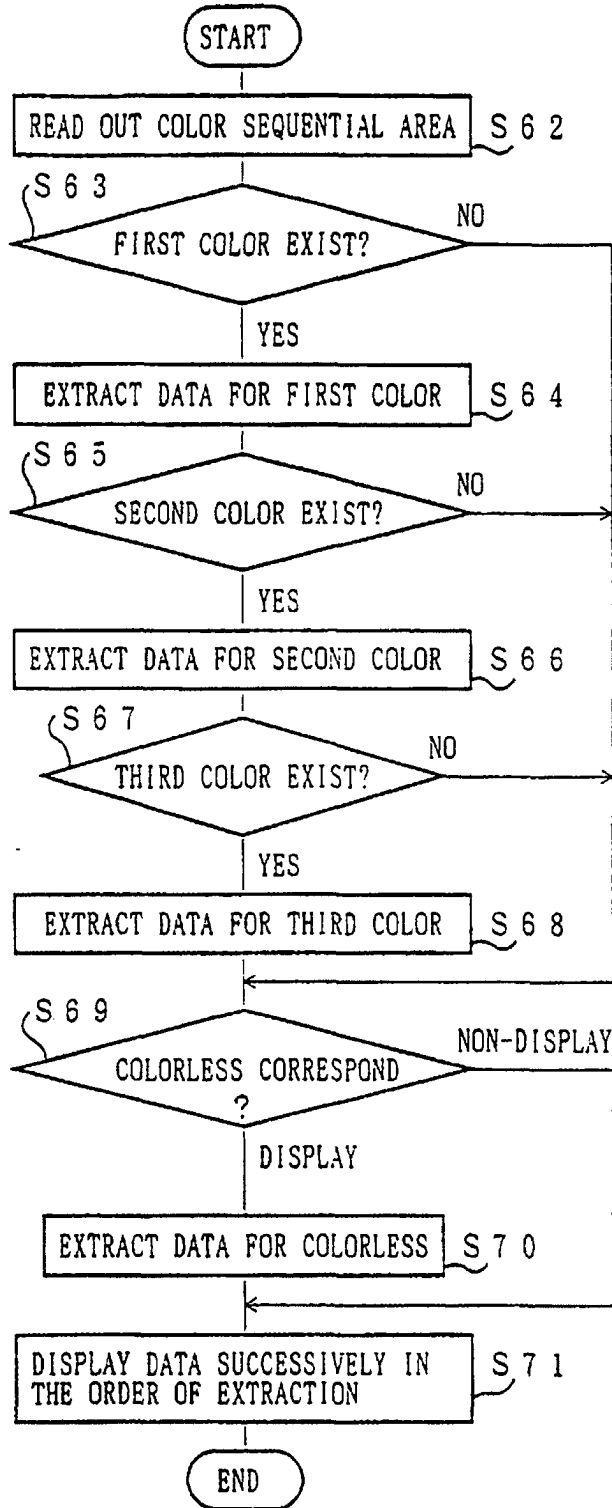 START
READ OUT COLOR SEQUENTIAL AREA
S62
S63
FIRST COLOR EXIST?
NO
YES
EXTRACT DATA FOR FIRST COLOR
S64
S65
SECOND COLOR EXIST?
NO
YES
EXTRACT DATA FOR SECOND COLOR
S66
S67
THIRD COLOR EXIST?
NO
YES
EXTRACT DATA FOR THIRD COLOR
S68
S69
COLORLESS CORRESPOND
?
NON-DISPLAY
DISPLAY
EXTRACT DATA FOR COLORLESS
S70
DISPLAY DATA SUCCESSIVELY IN
THE ORDER OF EXTRACTION
S71
END